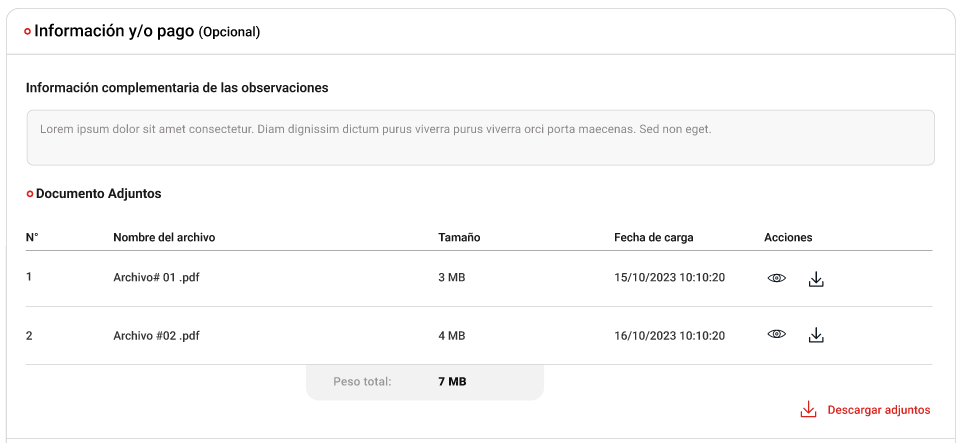 Información y/o pago (Opcional)
Información complementaria de las observaciones
Lorem ipsum dolor sit amet consectetur. Diam dignissim dictum purus viverra purus viverra orci porta maecenas. Sed non eget.
Documento Adjuntos
N° Nombre del archivo Tamaño Fecha de carga Acciones
1 Archivo# 01 .pdf 3 MB 15/10/2023 10:10:20
2 Archivo #02 .pdf 4 MB 16/10/2023 10:10:20
Peso total: 7 MB
Descargar adjuntos